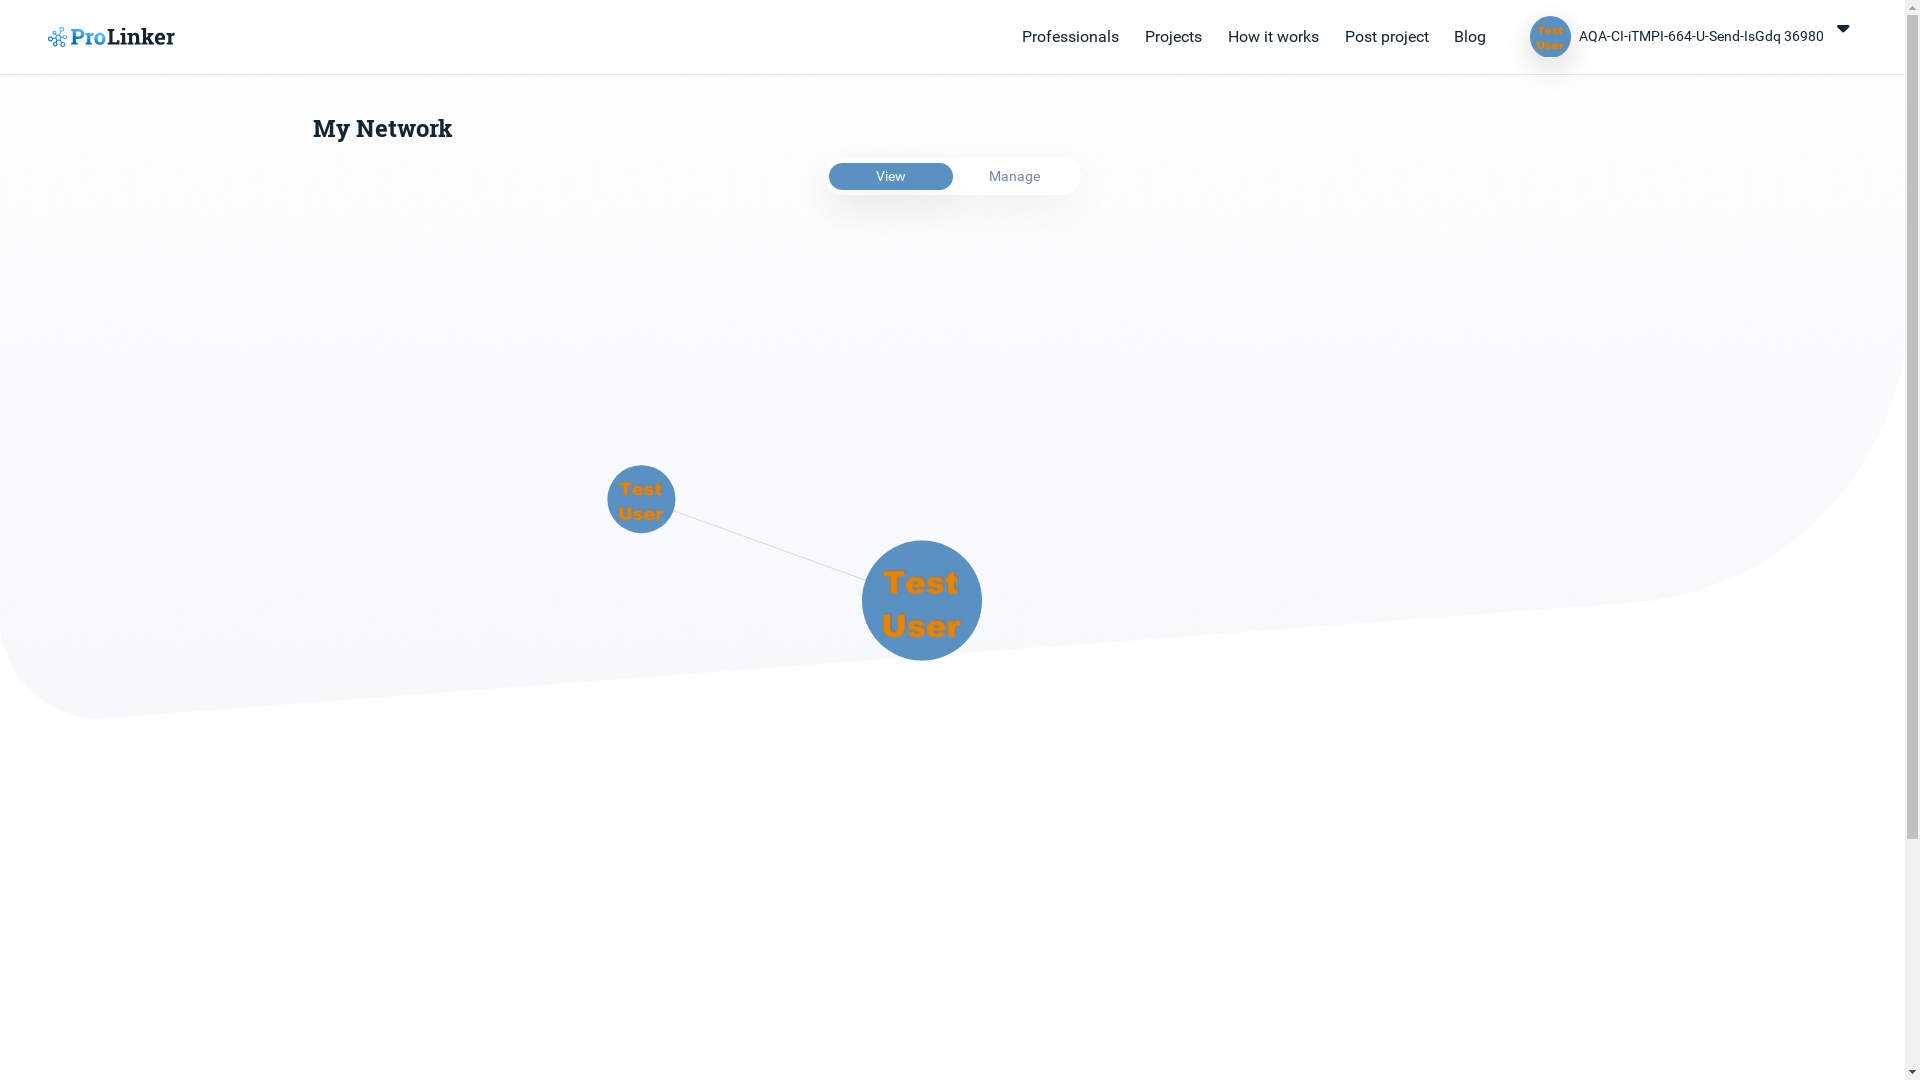 ProLinker
Professionals
Projects
How it works
Post project
Blog
Test
User
AQA-CI-iTMPI-664-U-Send-IsGdq 36980
My Network
View
Manage
Test
User
Test
User